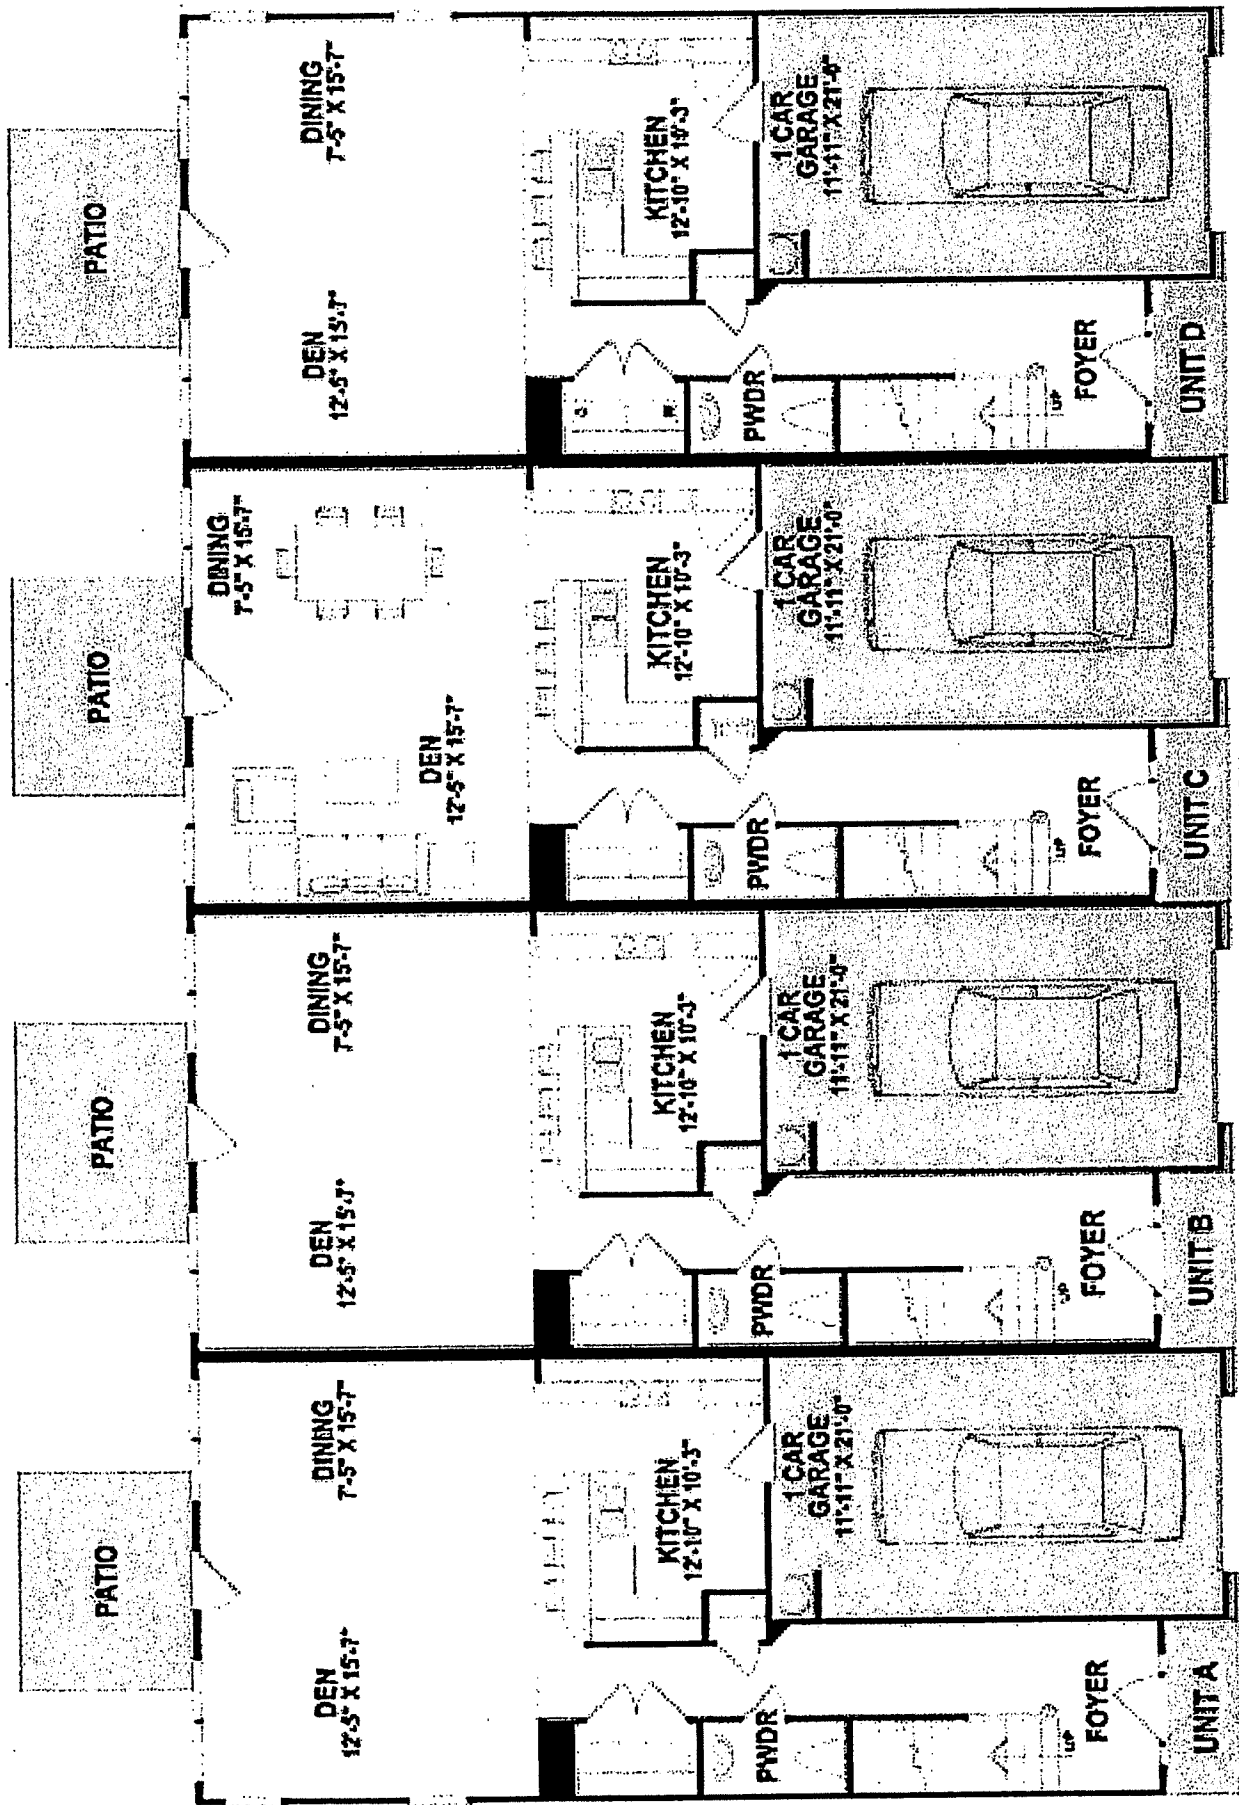 PATIO
PATIO
PATIO
PATIO
DEN
12'-5" X 15'-7"
DINING
7'-5" X 15'-7"
DEN
12'-5" X 15'-7"
DINING
7'-5" X 15'-7"
DEN
12'-5" X 15'-7"
DINING
7'-5" X 15'-7"
DEN
12'-5" X 15'-7"
DINING
7'-5" X 15'-7"
KITCHEN
12'-10" X 10'-3"
KITCHEN
12'-10" X 10'-3"
KITCHEN
12'-10" X 10'-3"
KITCHEN
12'-10" X 10'-3"
PWDR
PWDR
PWDR
PWDR
1 CAR
GARAGE
11'-11" X 21'-0"
1 CAR
GARAGE
11'-11" X 21'-0"
1 CAR
GARAGE
11'-11" X 21'-0"
1 CAR
GARAGE
11'-11" X 21'-0"
UP
UP
UP
UP
FOYER
FOYER
FOYER
FOYER
UNIT A
UNIT B
UNIT C
UNIT D